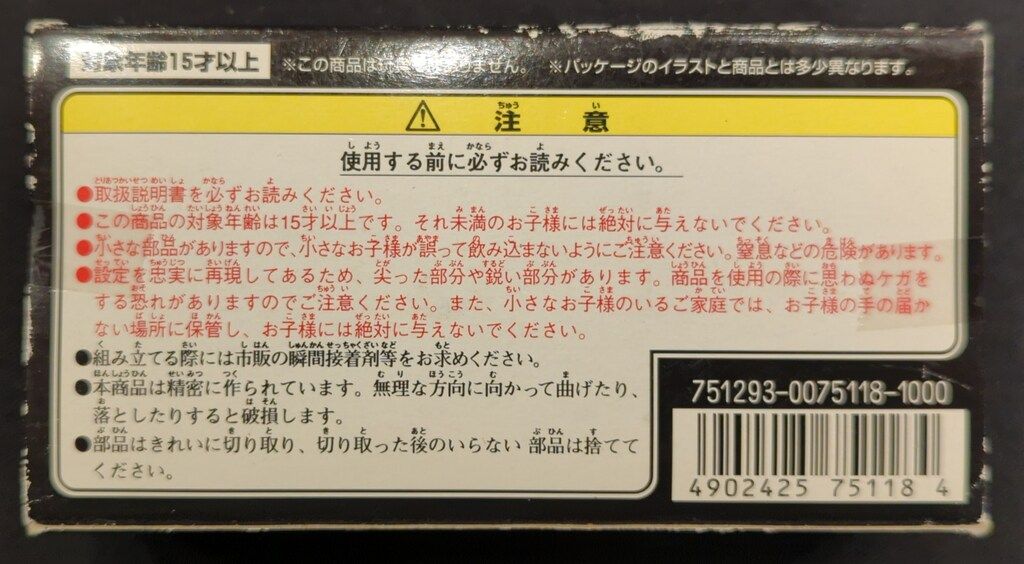 対象年齢15才以上 ※この商品は ありません。 ※パッケージのイラストと商品とは多少異なります。
注意
使用する前に必ずお読みください。
●取扱説明書を必ずお読みください。
●この商品の対象年齢は15才以上です。それ未満のお子様には絶対に与えないでください。
●小さな部品がありますので、小さなお子様が誤って飲み込まないようにご注意ください。窒息などの危険があります。
●設定を忠実に再現してあるため、尖った部分や鋭い部分があります。商品を使用の際に思わぬケガを
する恐れがありますのでご注意ください。また、小さなお子様のいるご家庭では、お子様の手の届か
ない場所に保管し、お子様には絶対に与えないでください。
●組み立てる際には市販の瞬間接着剤等をお求めください。
●本商品は精密に作られています。無理な方向に向かって曲げたり、
落としたりすると破損します。
●部品はきれいに切り取り、切り取った後のいらない 部品は捨てて
ください。
751293-0075118-1000
4902425 75118 4